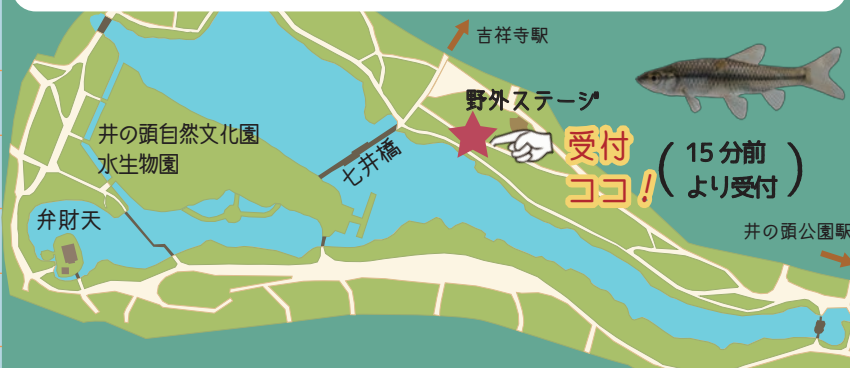 吉祥寺駅
野外ステージ
井の頭自然文化園
水生物園
七井橋
受付
ココ！
（15分前
より受付）
弁財天
井の頭公園駅